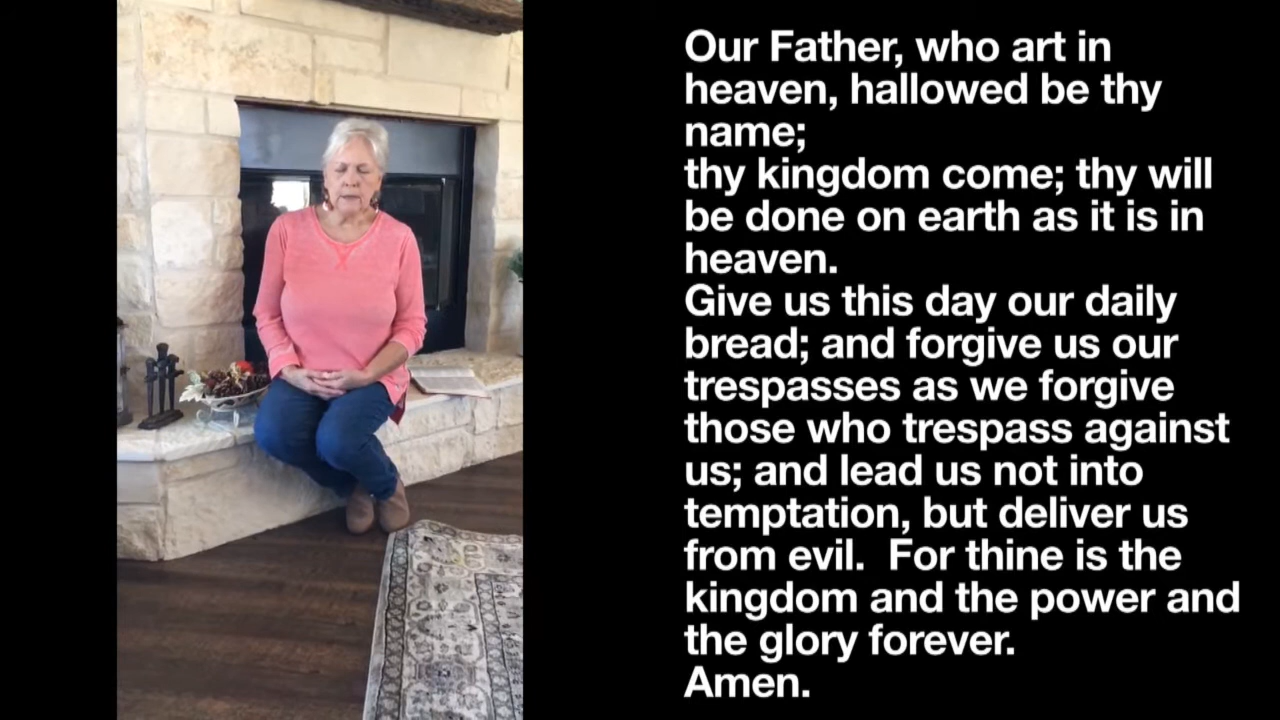 Our Father, who art in
heaven, hallowed be thy
name;
thy kingdom come; thy will
be done on earth as it is in
heaven.
Give us this day our daily
bread; and forgive us our
trespasses as we forgive
those who trespass against
us; and lead us not into
temptation, but deliver us
from evil.  For thine is the
kingdom and the power and
the glory forever.
Amen.